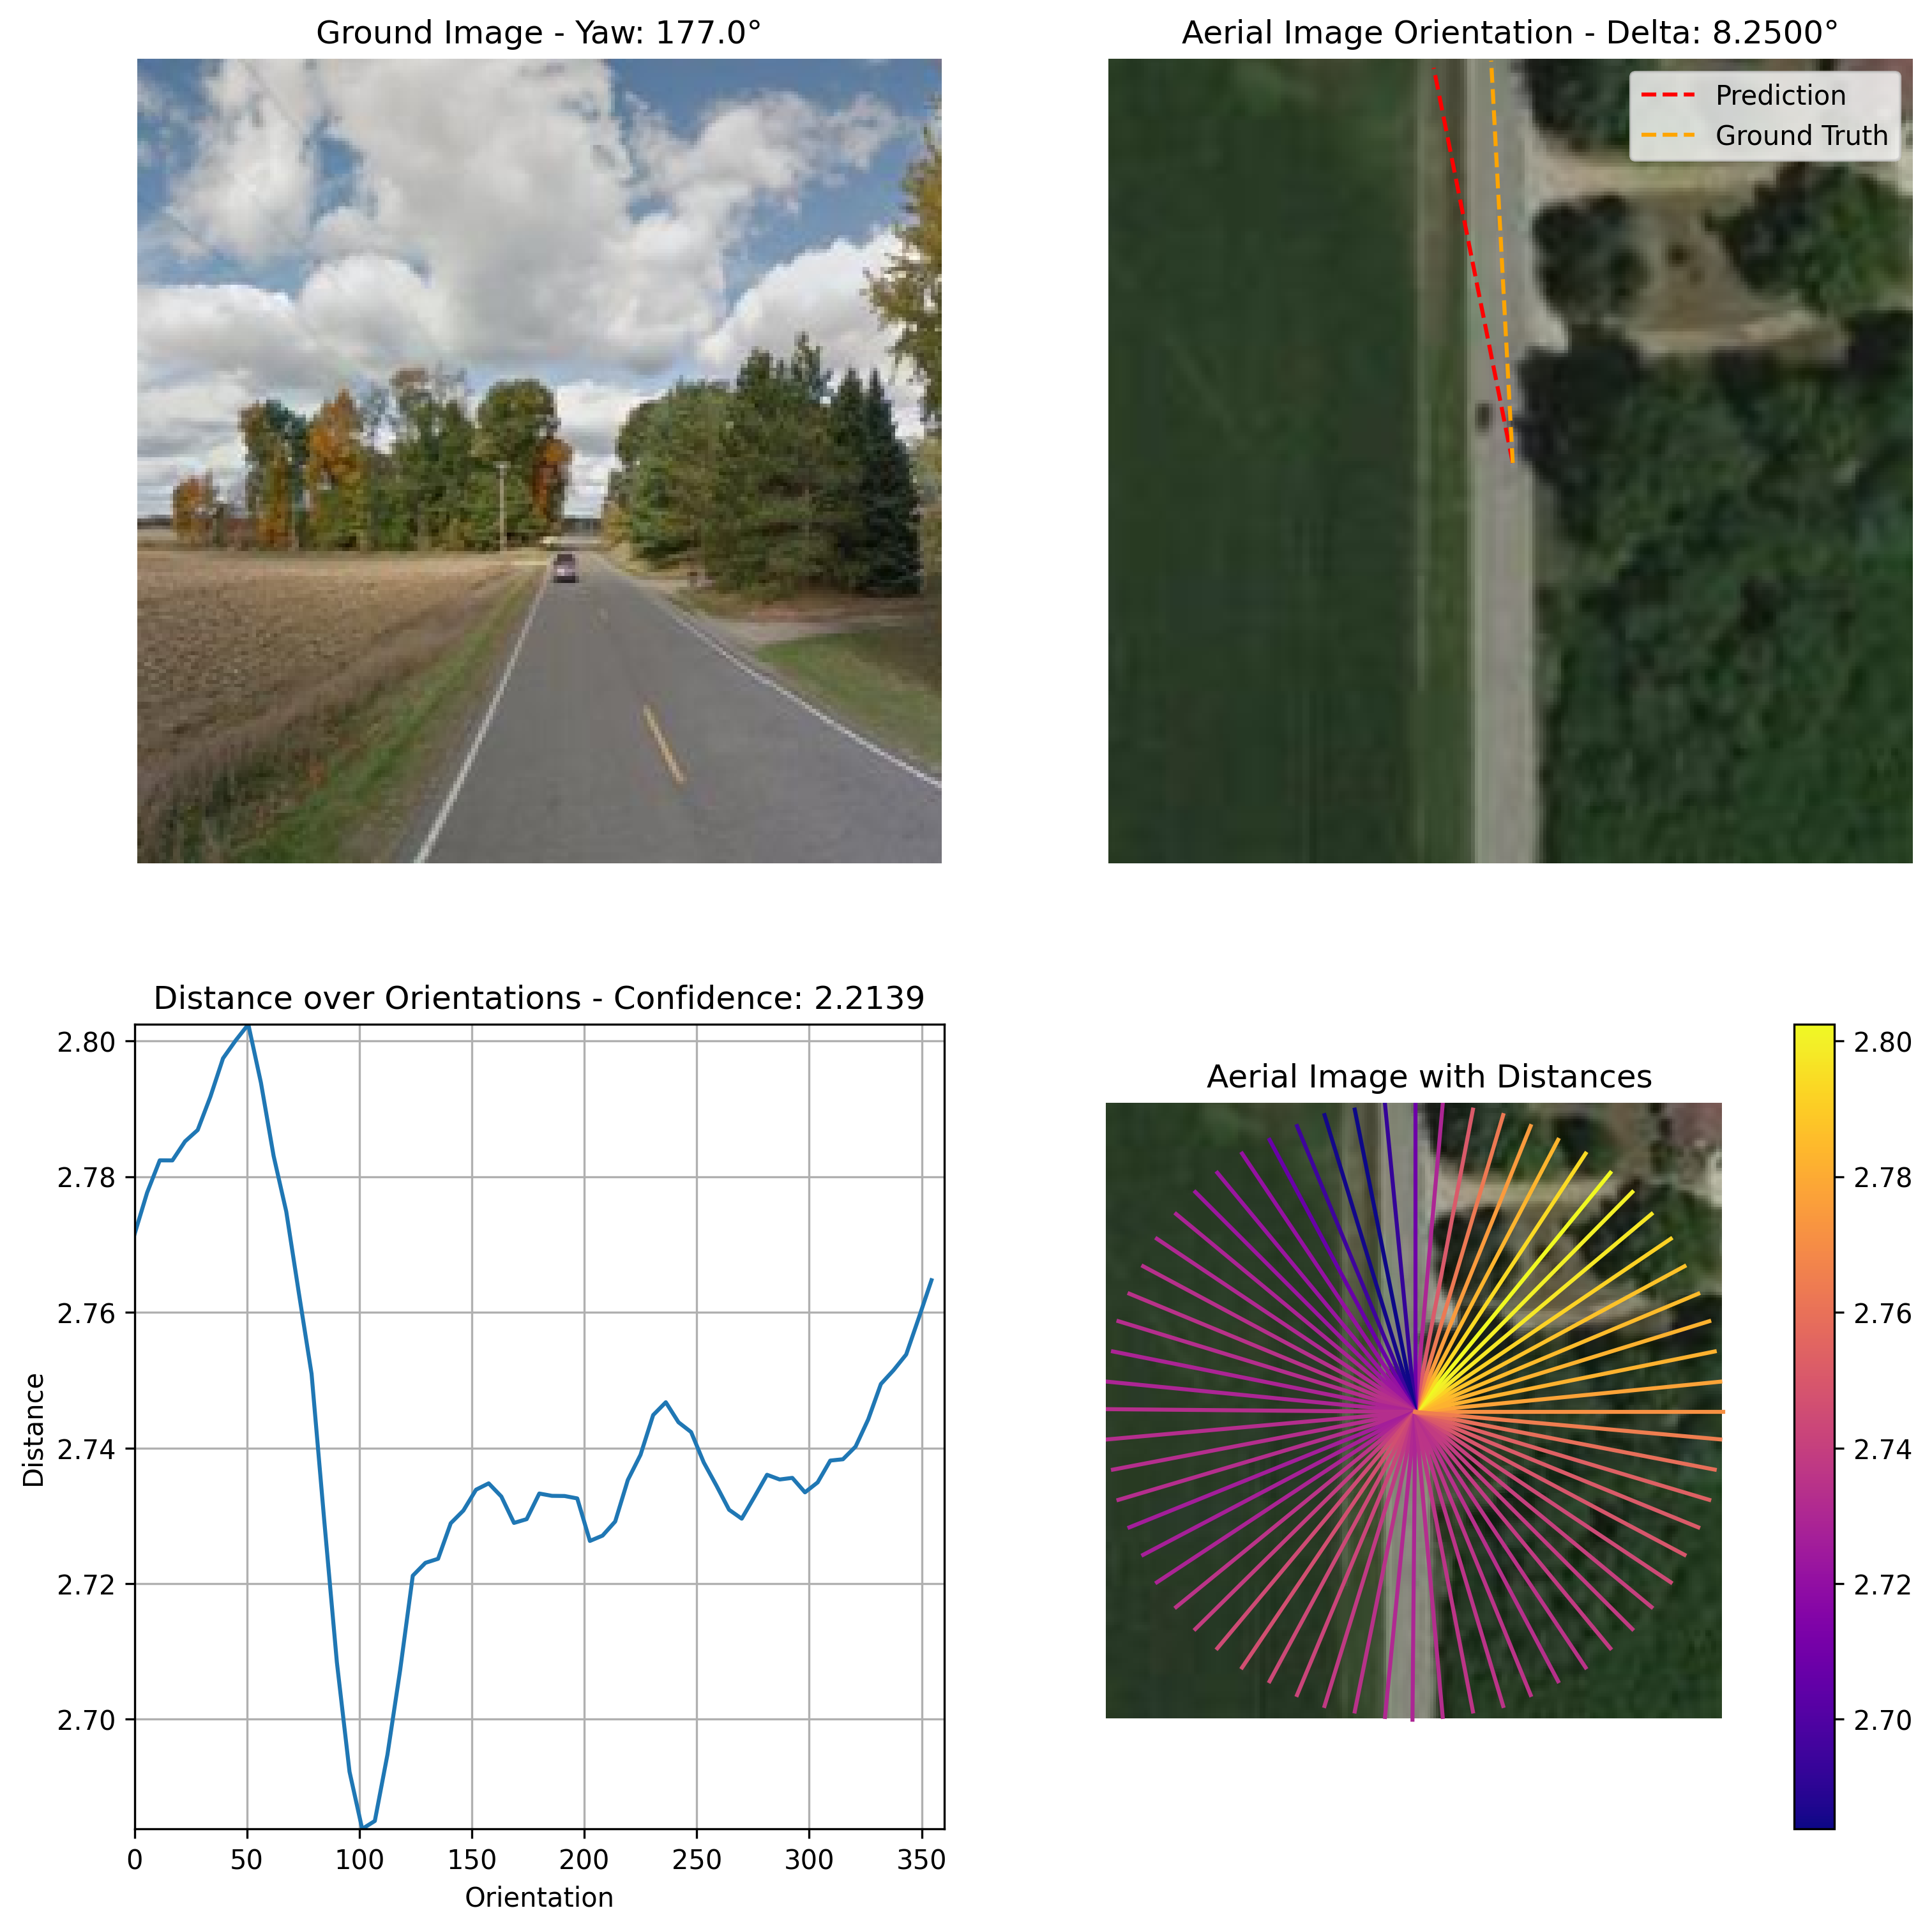 Ground Image - Yaw: 177.0°
Aerial Image Orientation - Delta: 8.2500°
Prediction
Ground Truth
Distance over Orientations - Confidence: 2.2139
2.80
2.78
2.76
2.74
2.72
2.70
Distance
0 50 100 150 200 250 300 350
Orientation
Aerial Image with Distances
2.80
2.78
2.76
2.74
2.72
2.70